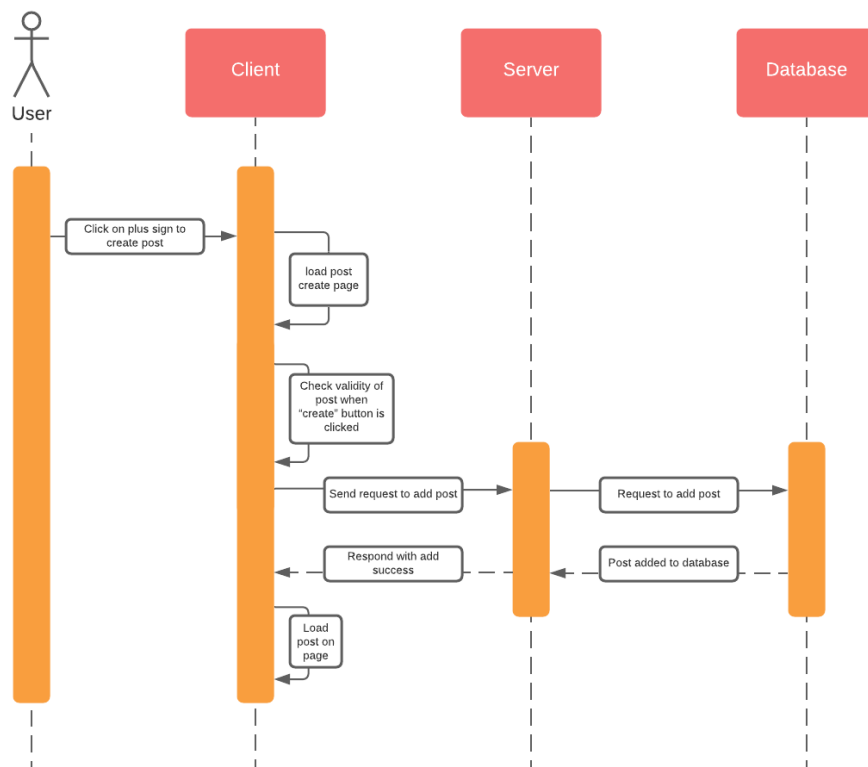 User
Client
Server
Database
Click on plus sign to
create post
load post
create page
Check validity of
post when
“create” button is
clicked
Send request to add post
Request to add post
Respond with add
success
Post added to database
Load
post on
page